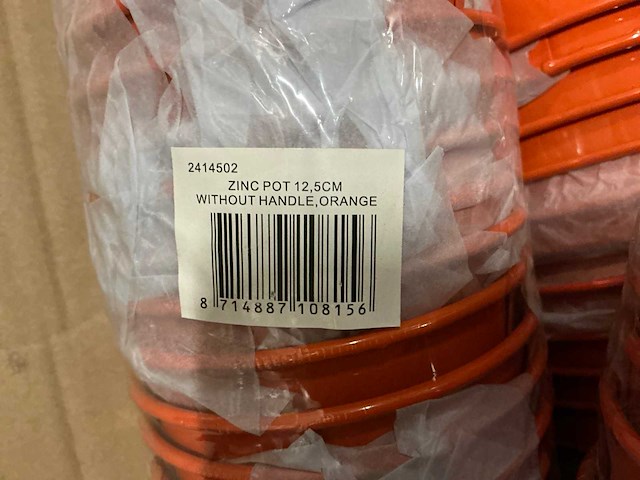 2414502
ZINC POT 12,5CM
WITHOUT HANDLE,ORANGE
8 714887 108156